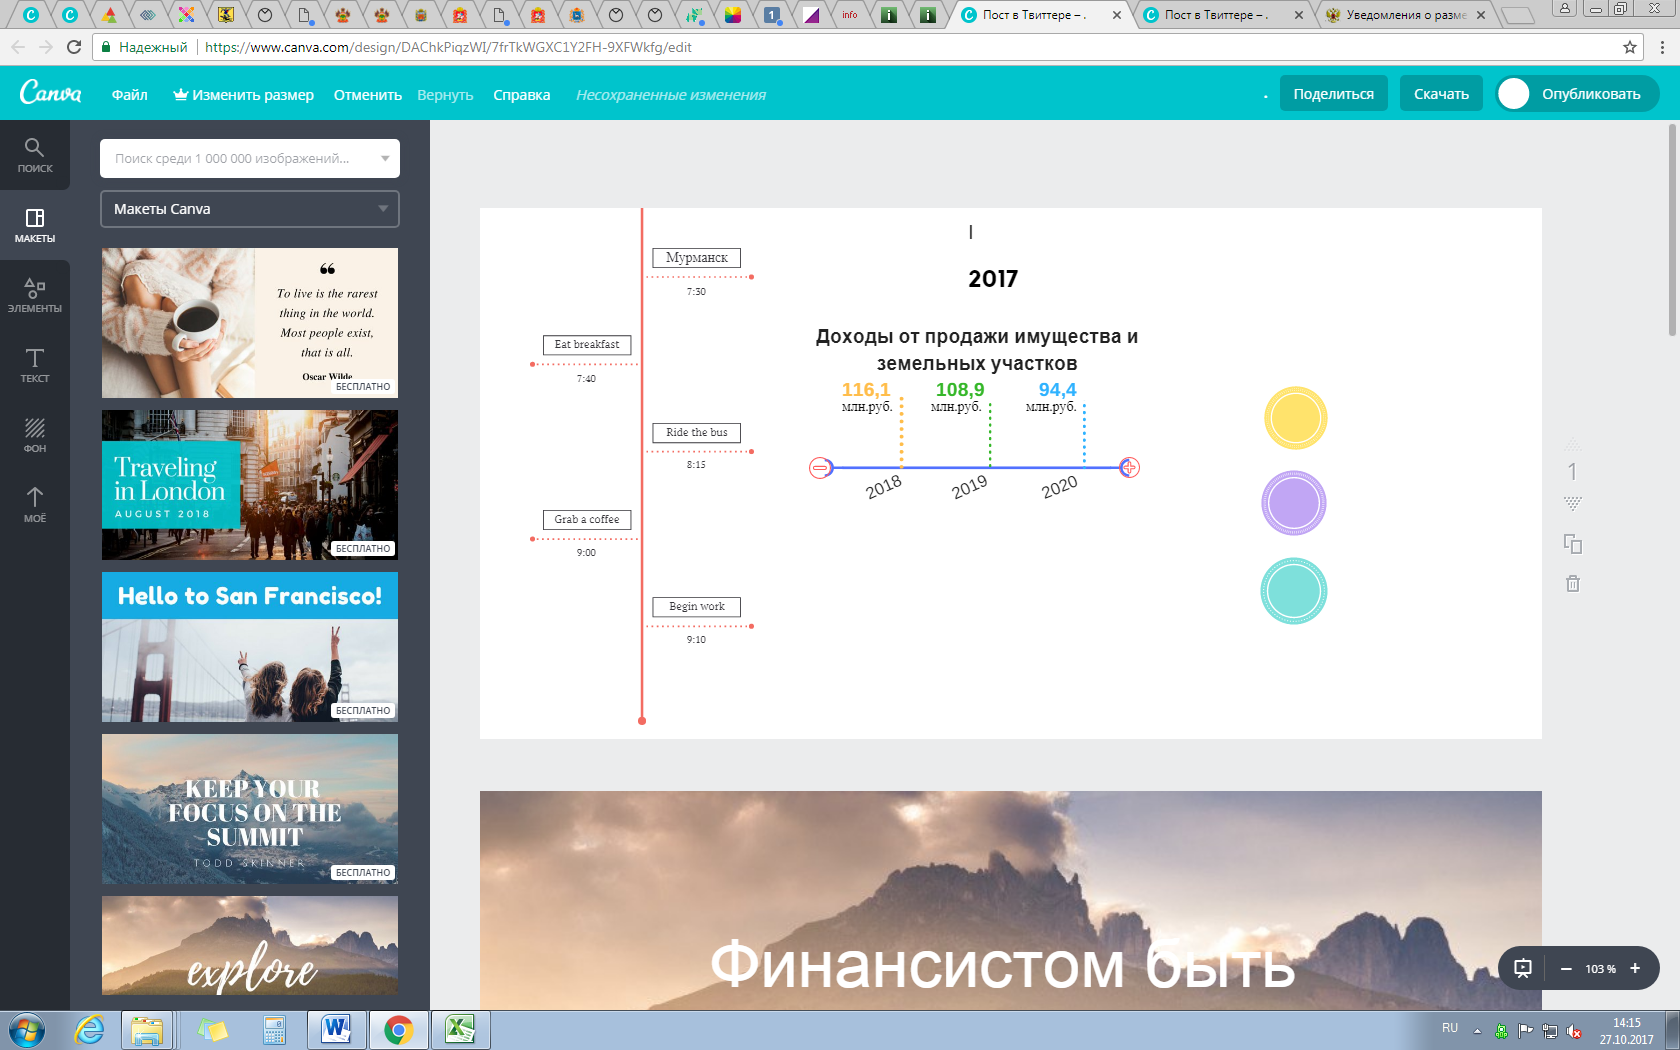 Пост в Твиттере – .
Пост в Твиттере – .
Уведомления о разме
info
1
Надежный
https://www.canva.com/design/DAChkPiqzWI/7frTkWGXC1Y2FH-9XFWkfg/edit
Canva
Файл
Изменить размер
Отменить
Вернуть
Справка
Несохраненные изменения
Поделиться
Скачать
Опубликовать
ПОИСК
МАКЕТЫ
ЭЛЕМЕНТЫ
ТЕКСТ
ФОН
МОЁ
Поиск среди 1 000 000 изображений...
Макеты Canva
To live is the rarest
thing in the world.
Most people exist,
that is all.
Oscar Wilde
БЕСПЛАТНО
Traveling
in London
AUGUST 2018
БЕСПЛАТНО
Hello to San Francisco!
БЕСПЛАТНО
KEEP YOUR
FOCUS ON THE
SUMMIT
TODD SKINNER
БЕСПЛАТНО
explore
Мурманск
7:30
Eat breakfast
7:40
Ride the bus
8:15
Grab a coffee
9:00
Begin work
9:10
2017
Доходы от продажи имущества и
земельных участков
116,1 108,9 94,4
млн.руб. млн.руб. млн.руб.
2018 2019 2020
1
Финансистом быть
103 %
RU
14:15
27.10.2017